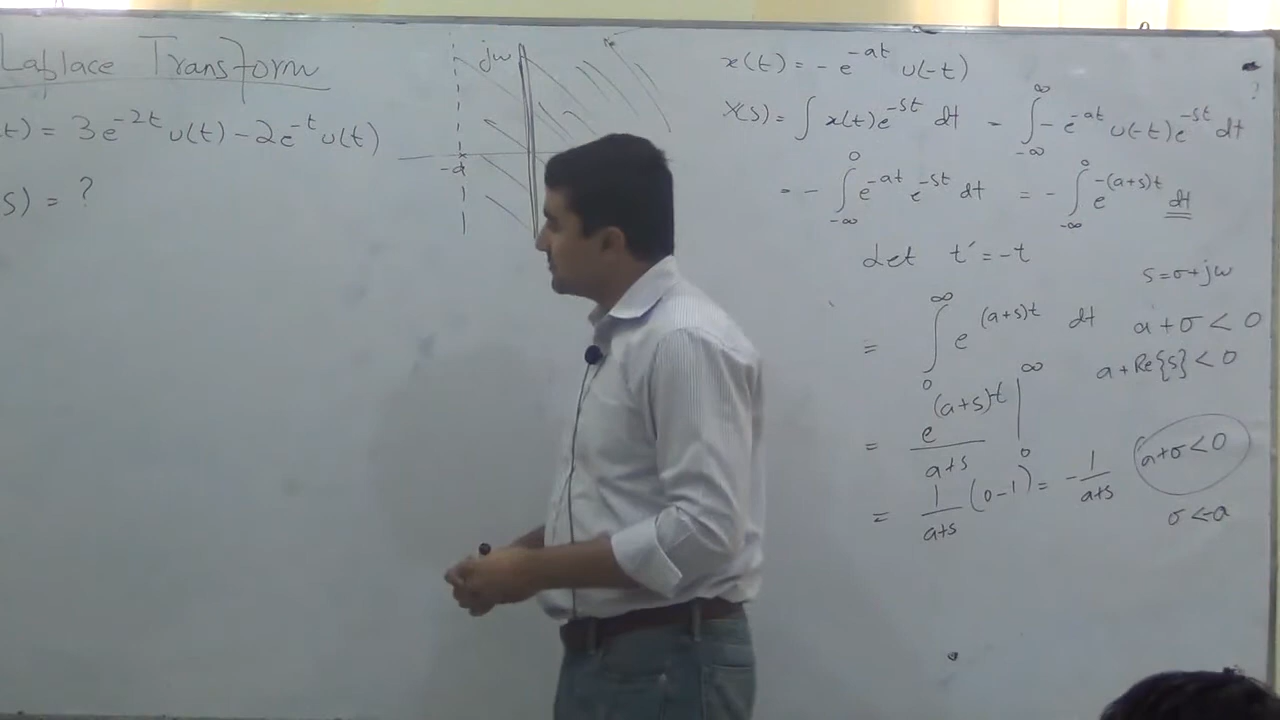 Laplace Transform
t) = 3e^{-2t} u(t) - 2e^{-t} u(t)
s) = ?
jω
-a
x(t) = - e^{-at} u(-t)
X(s) = ∫ x(t) e^{-st} dt = ∫_{-∞}^{∞} - e^{-at} u(-t) e^{-st} dt
= - ∫_{-∞}^{0} e^{-at} e^{-st} dt = - ∫_{-∞}^{0} e^{-(a+s)t} dt
Let t' = -t
s = σ + jω
= ∫_{0}^{∞} e^{(a+s)t} dt a + σ < 0
a + Re{s} < 0
= e^{(a+s)t} / a+s |_{0}^{∞}
= 1/a+s (0-1) = - 1/a+s a+σ < 0
σ < -a
?